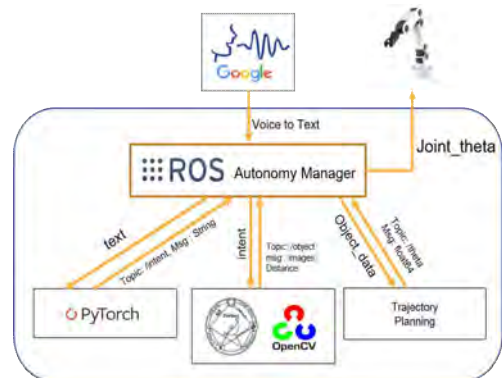 Google
Voice to Text
ROS Autonomy Manager
Joint_theta
text
Topic: /intent, Msg : String
intent
Topic: /object
msg :images,
Distance
Object_data
Topic: /theta
Msg: float64
PyTorch
OpenCV
Trajectory
Planning